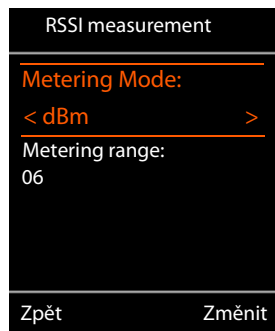 RSSI measurement
Metering Mode:
< dBm >
Metering range:
06
Zpět Změnit